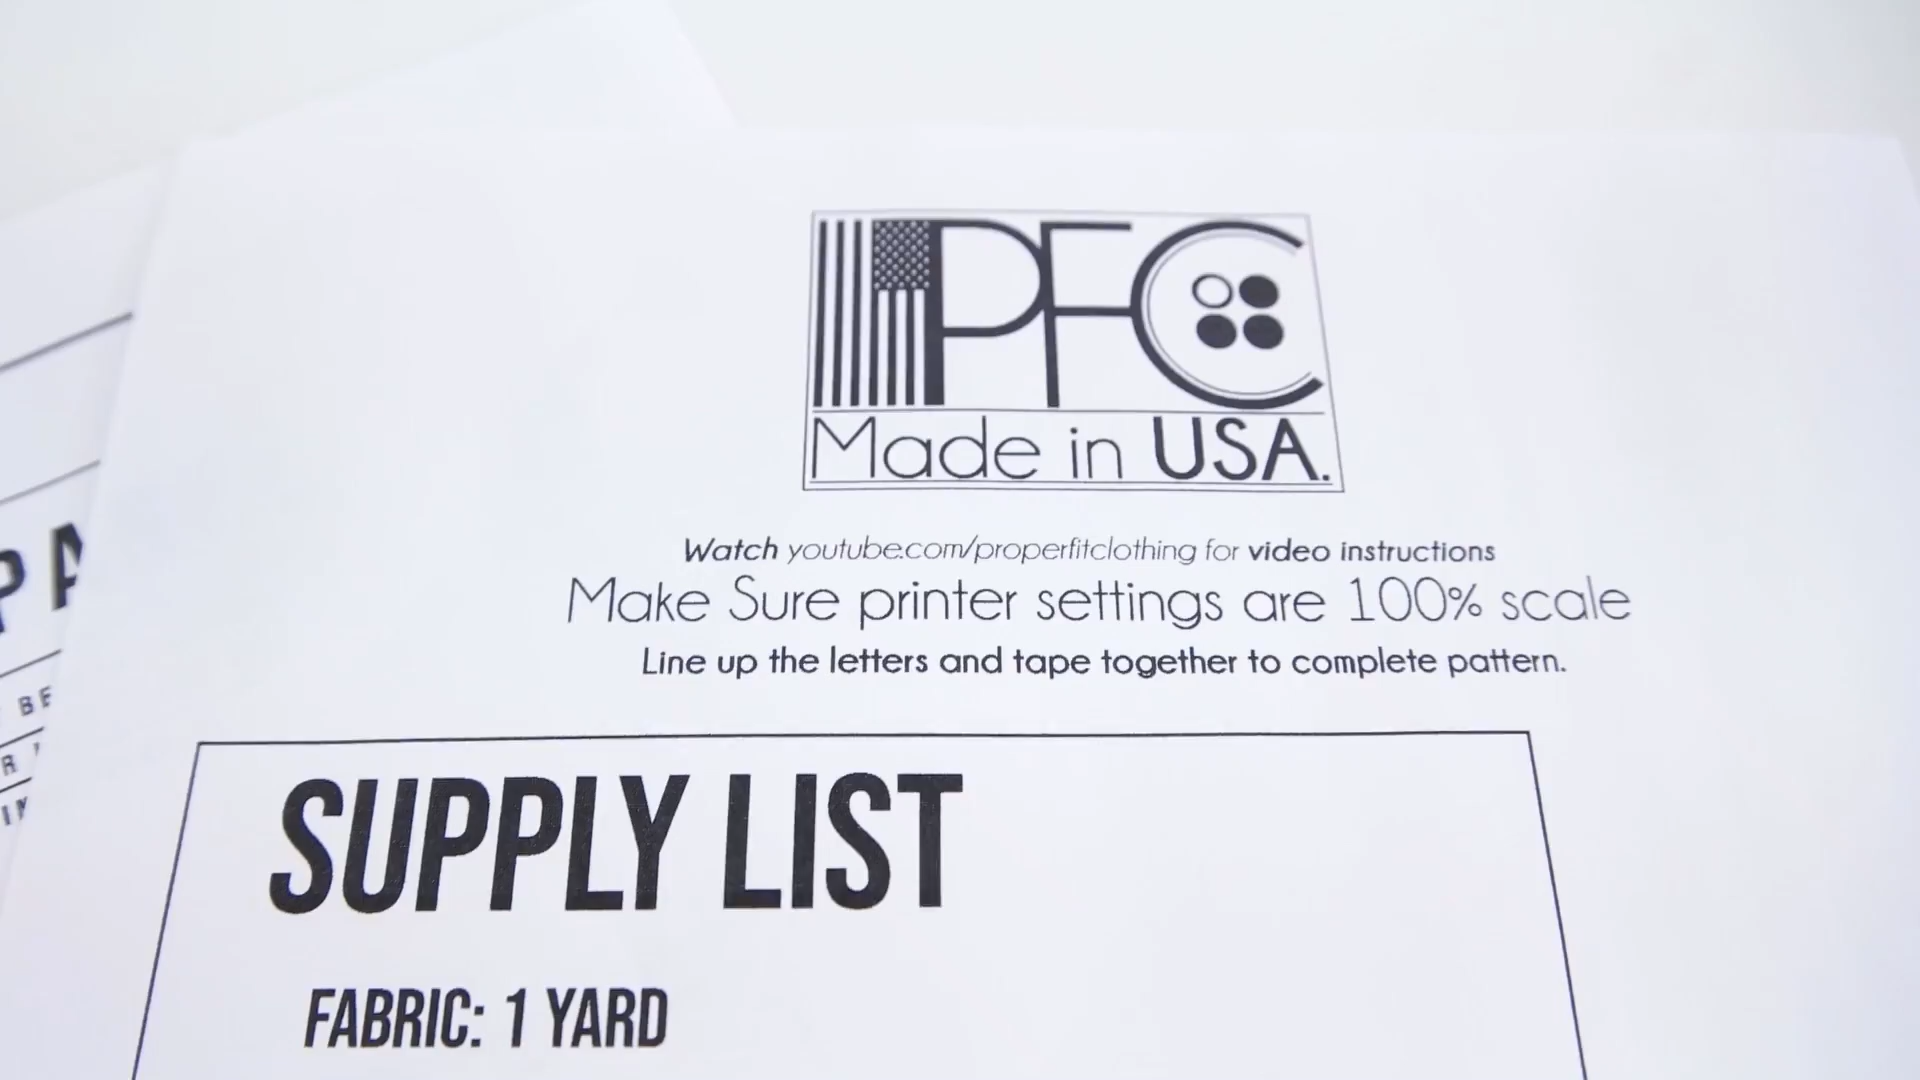 PFC
Made in USA.
Watch youtube.com/properfitclothing for video instructions
Make Sure printer settings are 100% scale
Line up the letters and tape together to complete pattern.
SUPPLY LIST
FABRIC: 1 YARD
BE
R